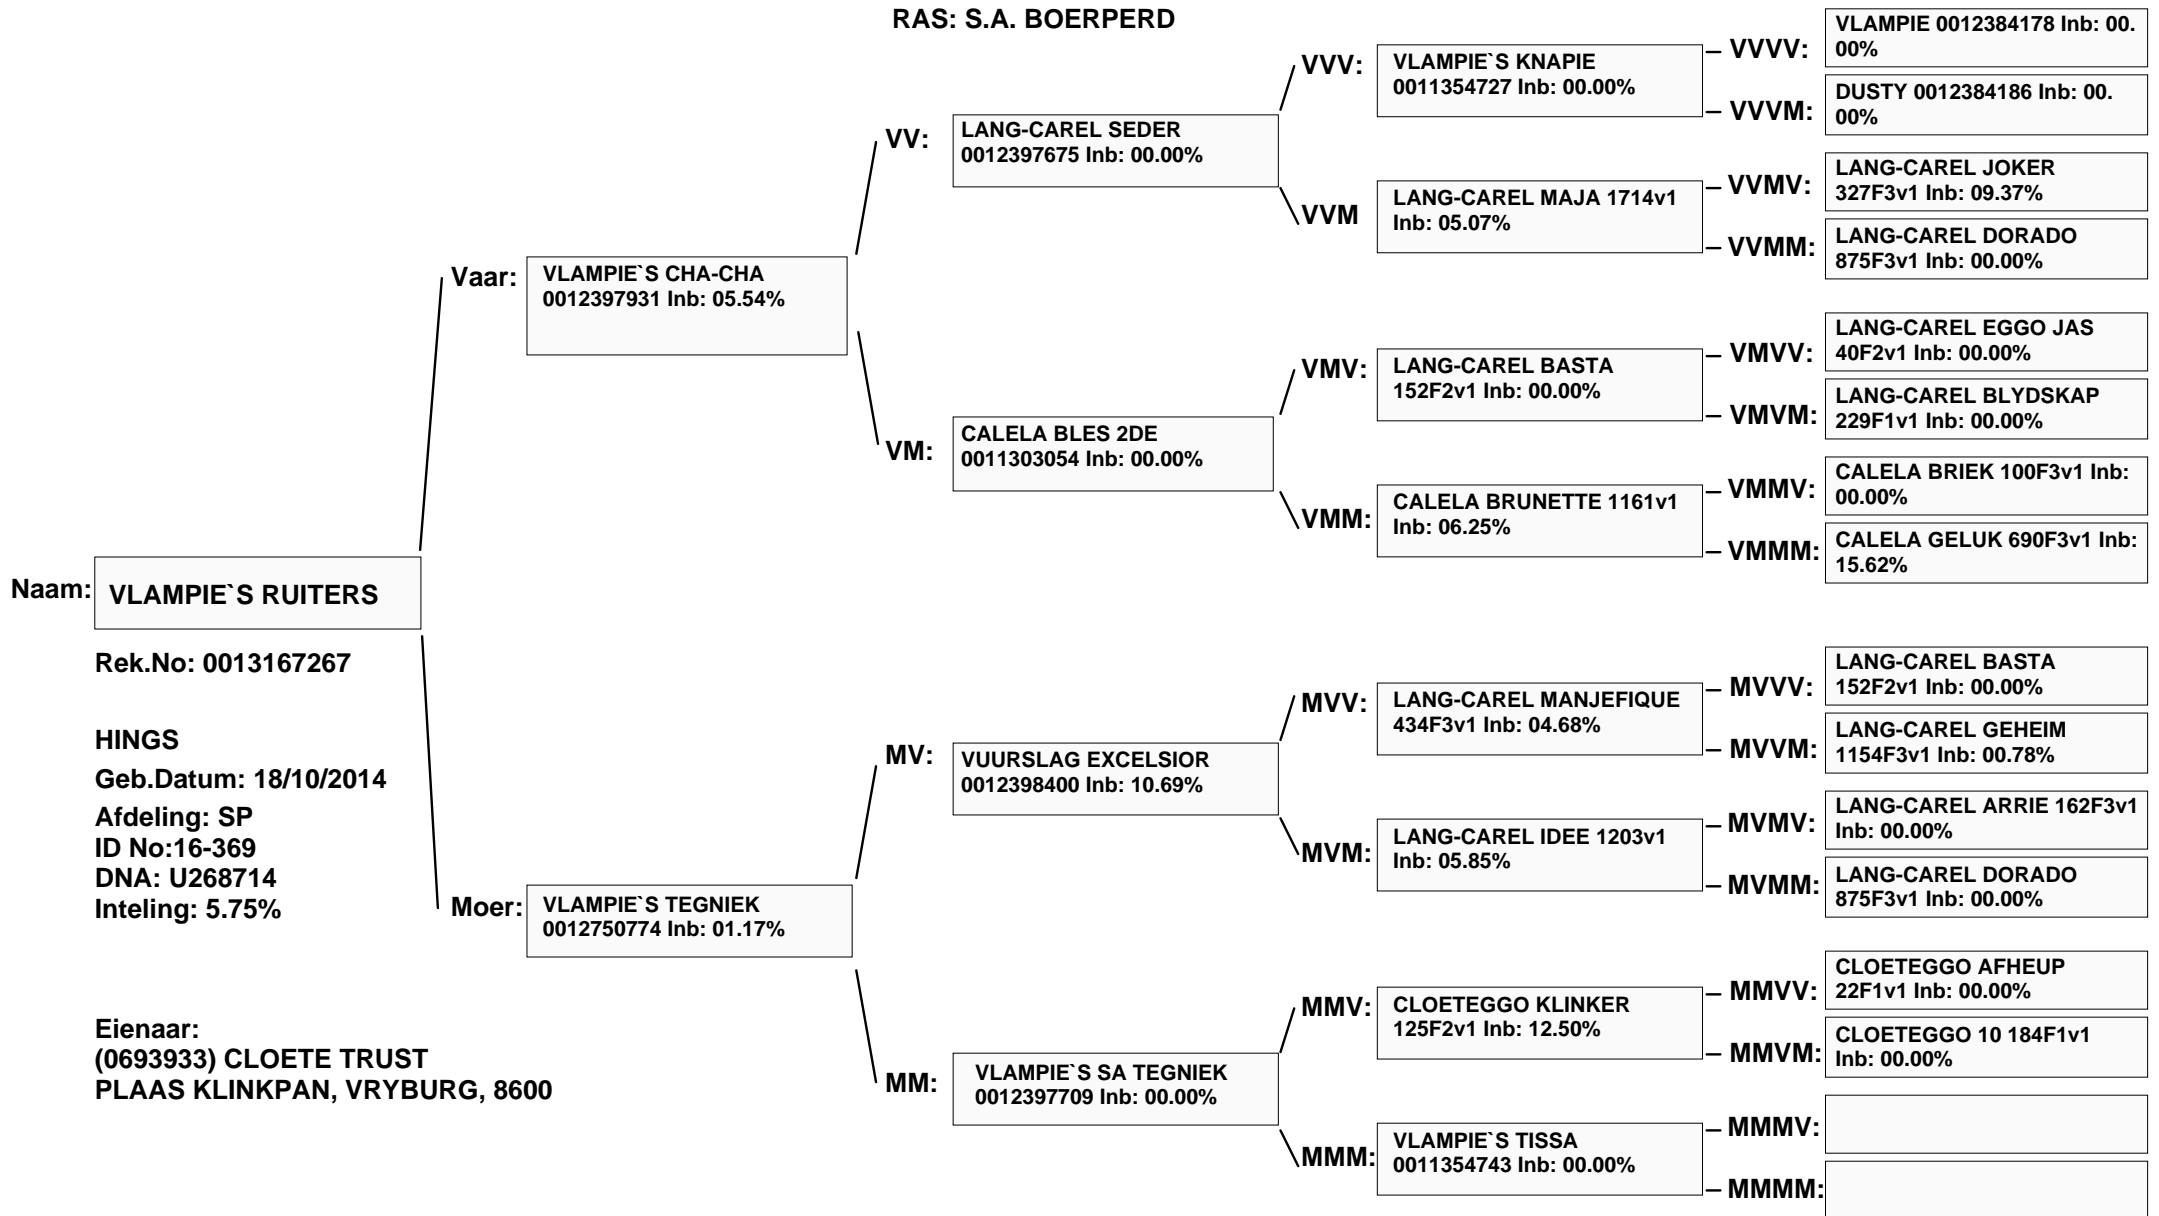 RAS: S.A. BOERPERD
Naam:
VLAMPIE`S RUITERS
Rek.No: 0013167267
HINGS
Geb.Datum: 18/10/2014
Afdeling: SP
ID No:16-369
DNA: U268714
Inteling: 5.75%
Eienaar:
(0693933) CLOETE TRUST
PLAAS KLINKPAN, VRYBURG, 8600
Vaar:
VLAMPIE`S CHA-CHA
0012397931 Inb: 05.54%
Moer:
VLAMPIE`S TEGNIEK
0012750774 Inb: 01.17%
VV:
LANG-CAREL SEDER
0012397675 Inb: 00.00%
VM:
CALELA BLES 2DE
0011303054 Inb: 00.00%
MV:
VUURSLAG EXCELSIOR
0012398400 Inb: 10.69%
MM:
VLAMPIE`S SA TEGNIEK
0012397709 Inb: 00.00%
VVV:
VLAMPIE`S KNAPIE
0011354727 Inb: 00.00%
VVM
LANG-CAREL MAJA 1714v1
Inb: 05.07%
VMV:
LANG-CAREL BASTA
152F2v1 Inb: 00.00%
VMM:
CALELA BRUNETTE 1161v1
Inb: 06.25%
MVV:
LANG-CAREL MANJEFIQUE
434F3v1 Inb: 04.68%
MVM:
LANG-CAREL IDEE 1203v1
Inb: 05.85%
MMV:
CLOETEGGO KLINKER
125F2v1 Inb: 12.50%
MMM:
VLAMPIE`S TISSA
0011354743 Inb: 00.00%
VVVV:
VLAMPIE 0012384178 Inb: 00.
00%
VVVM:
DUSTY 0012384186 Inb: 00.
00%
VVMV:
LANG-CAREL JOKER
327F3v1 Inb: 09.37%
VVMM:
LANG-CAREL DORADO
875F3v1 Inb: 00.00%
VMVV:
LANG-CAREL EGGO JAS
40F2v1 Inb: 00.00%
VMVM:
LANG-CAREL BLYDSKAP
229F1v1 Inb: 00.00%
VMMV:
CALELA BRIEK 100F3v1 Inb:
00.00%
VMMM:
CALELA GELUK 690F3v1 Inb:
15.62%
MVVV:
LANG-CAREL BASTA
152F2v1 Inb: 00.00%
MVVM:
LANG-CAREL GEHEIM
1154F3v1 Inb: 00.78%
MVMV:
LANG-CAREL ARRIE 162F3v1
Inb: 00.00%
MVMM:
LANG-CAREL DORADO
875F3v1 Inb: 00.00%
MMVV:
CLOETEGGO AFHEUP
22F1v1 Inb: 00.00%
MMVM:
CLOETEGGO 10 184F1v1
Inb: 00.00%
MMMV:
MMMM: